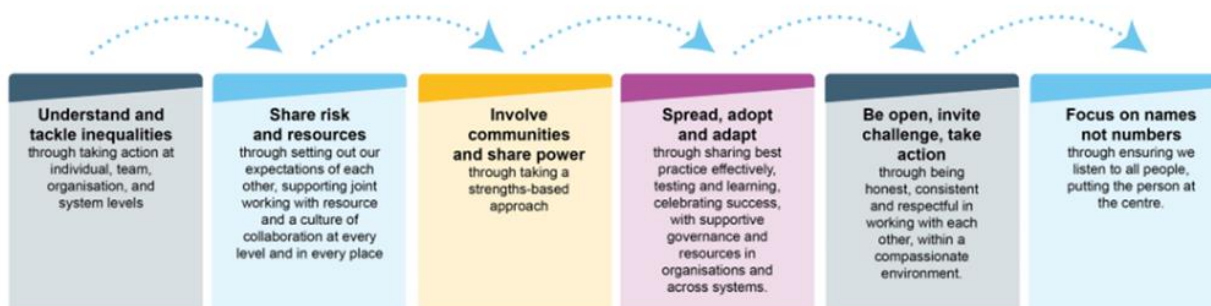 Understand and
tackle inequalities
through taking action at
individual, team,
organisation, and
system levels
Share risk
and resources
through setting out our
expectations of each
other, supporting joint
working with resource
and a culture of
collaboration at every
level and in every place
Involve
communities
and share power
through taking a
strengths-based
approach
Spread, adopt
and adapt
through sharing best
practice effectively,
testing and learning,
celebrating success,
with supportive
governance and
resources in
organisations and
across systems.
Be open, invite
challenge, take
action
through being
honest, consistent
and respectful in
working with each
other, within a
compassionate
environment.
Focus on names
not numbers
through ensuring we
listen to all people,
putting the person at
the centre.